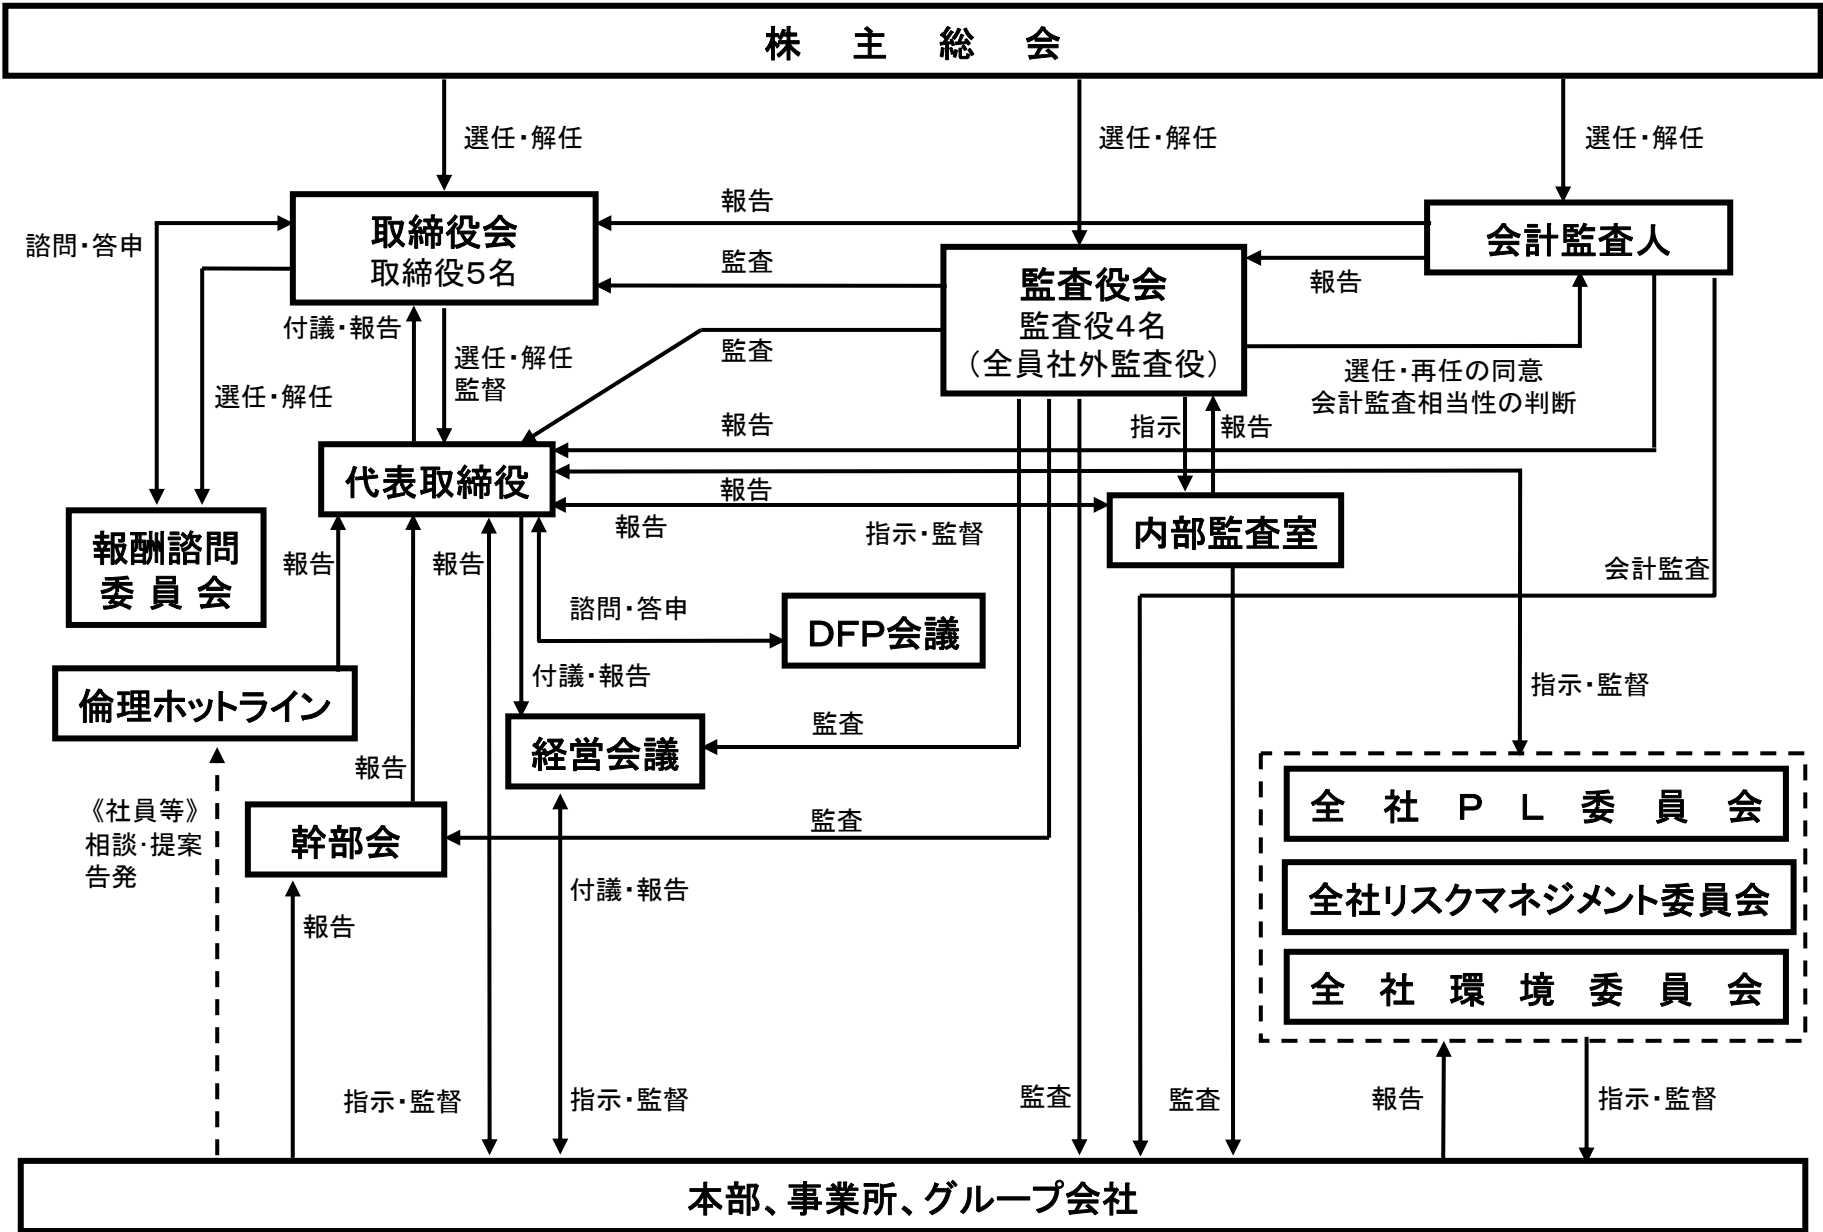 株主総会
選任・解任
選任・解任
選任・解任
取締役会
取締役5名
報告
会計監査人
諮問・答申
監査
監査役会
監査役4名
（全員社外監査役）
報告
付議・報告
選任・解任
監督
監査
選任・再任の同意
会計監査相当性の判断
選任・解任
報告
指示
報告
代表取締役
報告
報告
指示・監督
内部監査室
報酬諮問
委員会
報告
報告
会計監査
諮問・答申
DFP会議
付議・報告
指示・監督
倫理ホットライン
監査
経営会議
報告
全社PL委員会
《社員等》
相談・提案
告発
幹部会
監査
付議・報告
全社リスクマネジメント委員会
報告
全社環境委員会
指示・監督
指示・監督
監査
監査
報告
指示・監督
本部、事業所、グループ会社